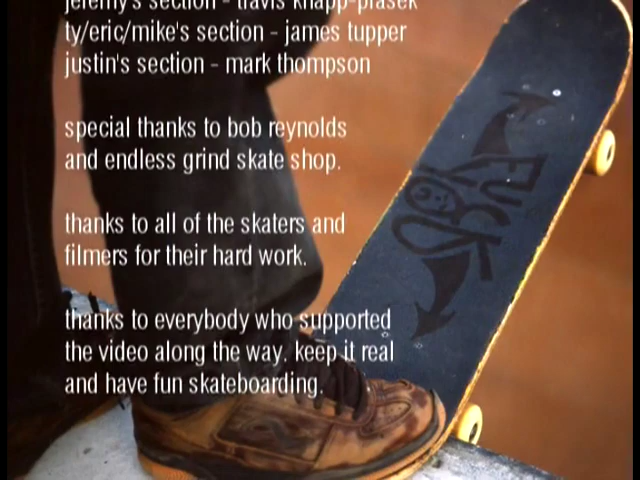 jeremy's section - travis knapp-prasek
ty/eric/mike's section - james tupper
justin's section - mark thompson
special thanks to bob reynolds
and endless grind skate shop.
thanks to all of the skaters and
filmers for their hard work.
thanks to everybody who supported
the video along the way. keep it real
and have fun skateboarding.
FUCK
YOU